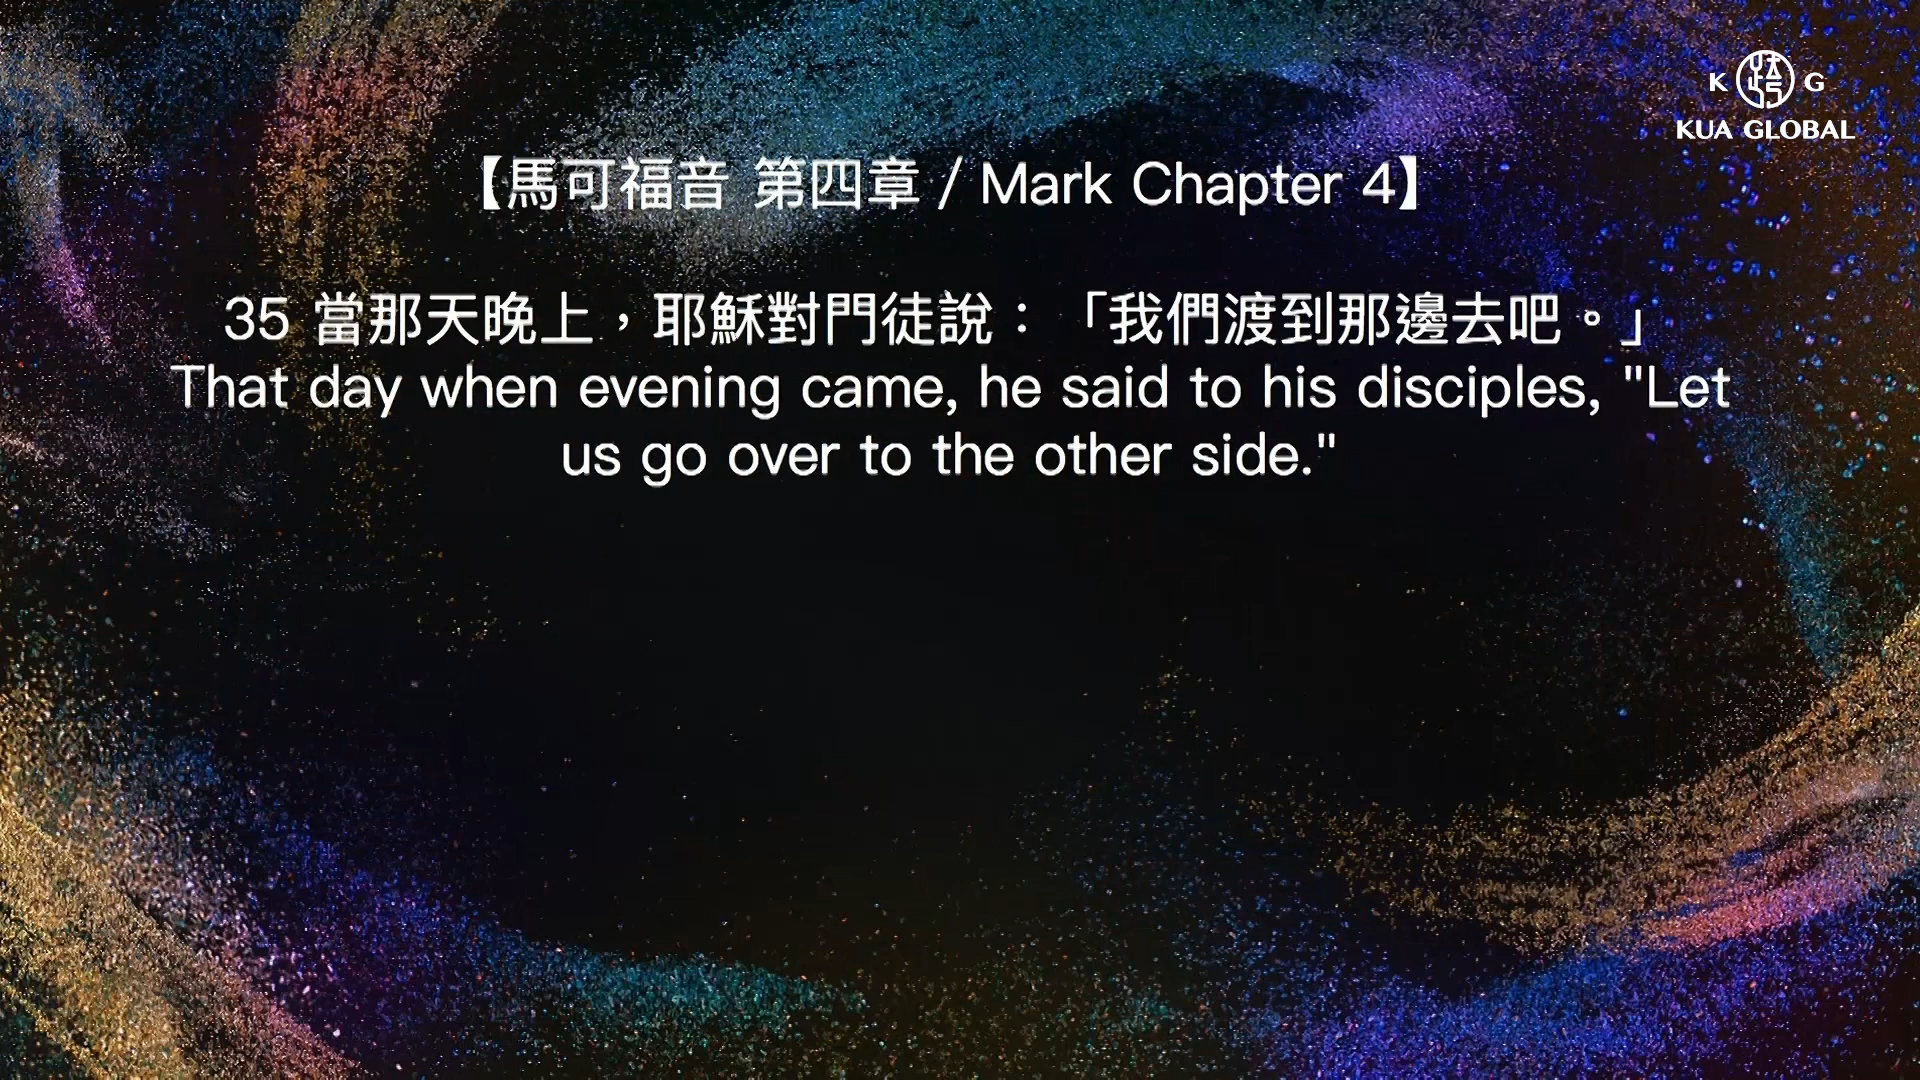 K G
KUA GLOBAL
【馬可福音 第四章 / Mark Chapter 4】
35 當那天晚上，耶穌對門徒說：「我們渡到那邊去吧。」
That day when evening came, he said to his disciples, "Let
us go over to the other side."